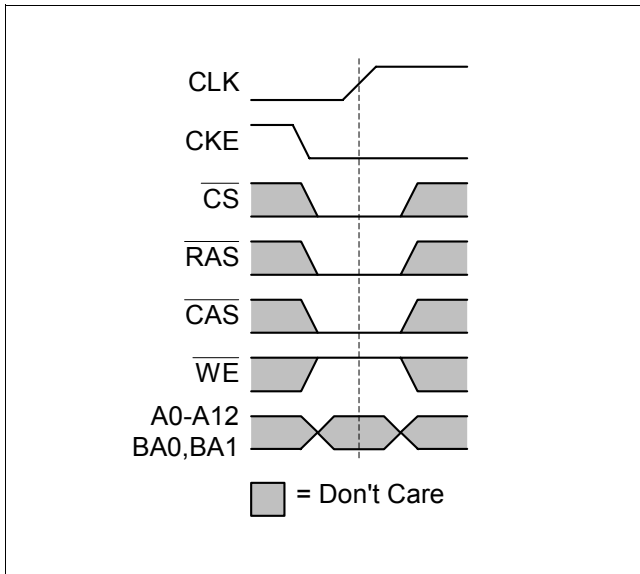 CLK
CKE
CS
RAS
CAS
WE
A0-A12
BA0,BA1
= Don't Care